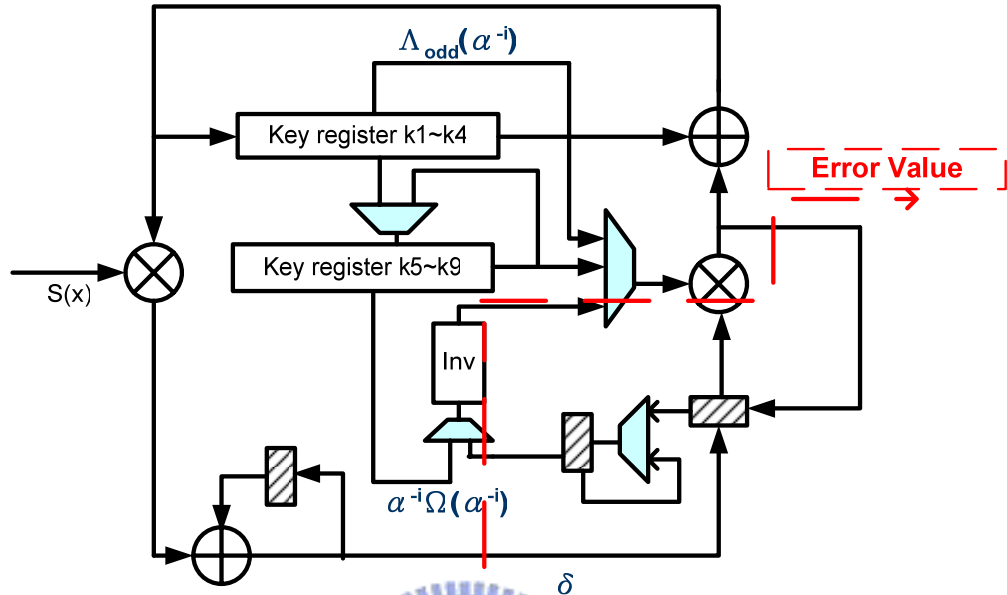 Λodd(α⁻ⁱ)
Key register k1~k4
Error Value
Key register k5~k9
S(x)
Inv
α⁻ⁱΩ(α⁻ⁱ)
δ